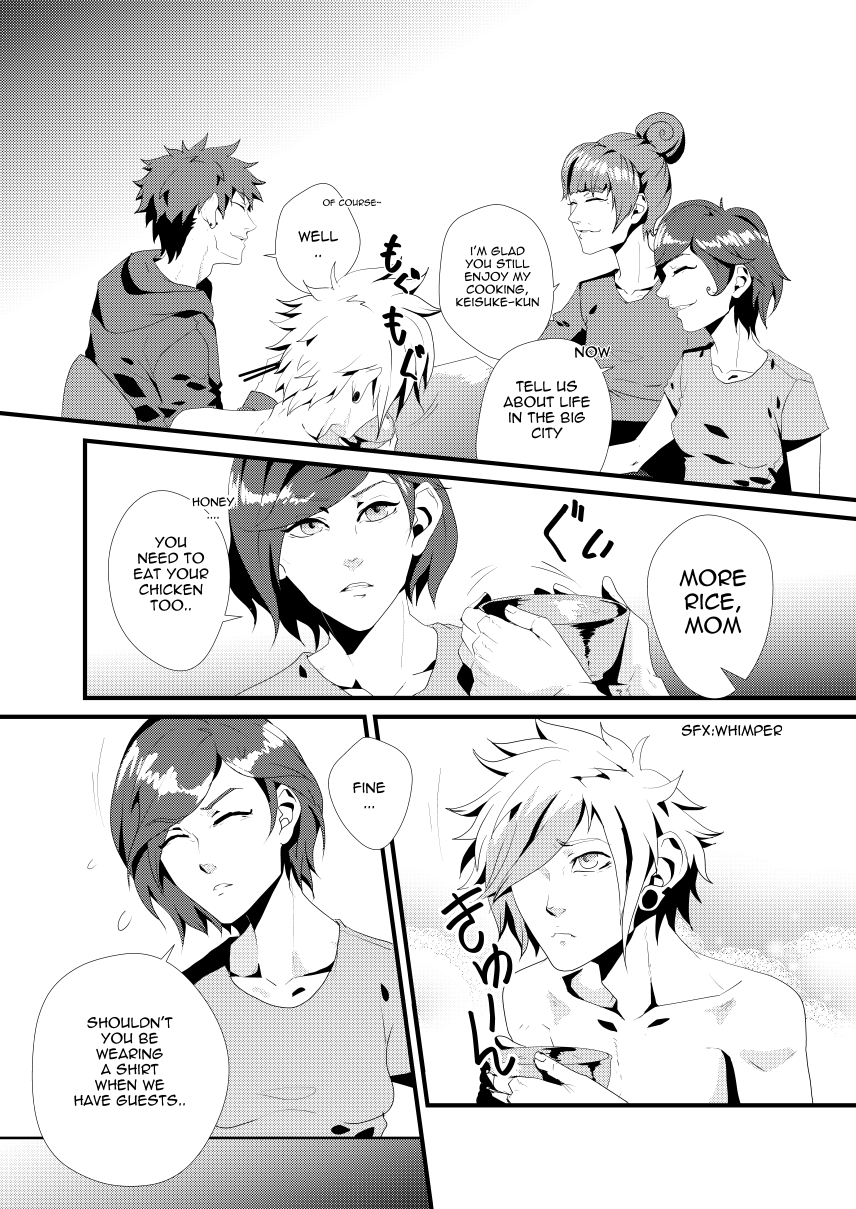 I'M GLAD
YOU STILL
ENJOY MY
COOKING,
KEISUKE-KUN
OF COURSE~
WELL
..
もぐ
もぐ
NOW
TELL US
ABOUT LIFE
IN THE BIG
CITY
MORE
RICE,
MOM
ぐい
HONEY
....
YOU
NEED TO
EAT YOUR
CHICKEN
TOO..
SFX:WHIMPER
きゅーん
FINE
...
SHOULDN'T
YOU BE
WEARING
A SHIRT
WHEN WE
HAVE GUESTS..